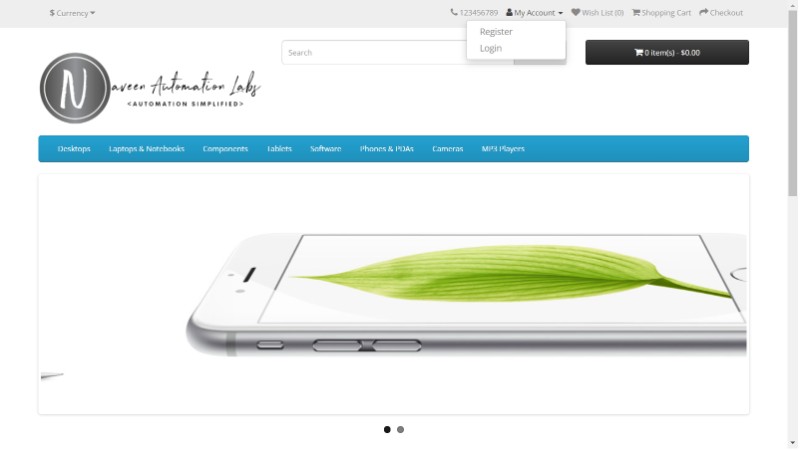 $ Currency
123456789 My Account Wish List (0) Shopping Cart Checkout
Register
Login
Search
0 item(s) - $0.00
Naveen Automation Labs
<AUTOMATION SIMPLIFIED>
Desktops Laptops & Notebooks Components Tablets Software Phones & PDAs Cameras MP3 Players